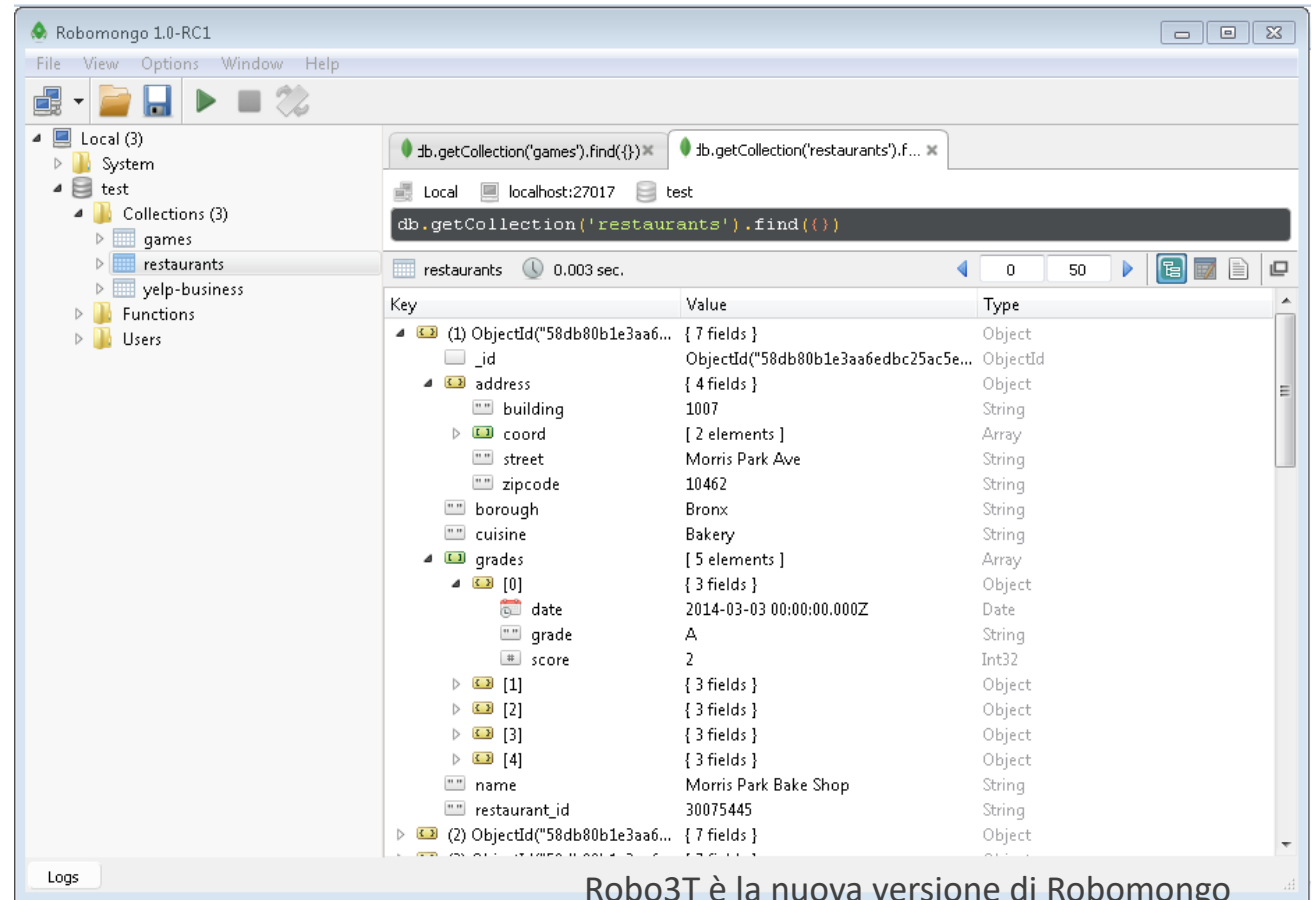 Robomongo 1.0-RC1
File View Options Window Help
Local (3)
System
test
Collections (3)
games
restaurants
yelp-business
Functions
Users
db.getCollection('games').find({})
db.getCollection('restaurants').f...
Local localhost:27017 test
db.getCollection('restaurants').find({})
restaurants 0.003 sec. 0 50
Key Value Type
(1) ObjectId("58db80b1e3aa6... { 7 fields } Object
_id ObjectId("58db80b1e3aa6edbc25ac5e... ObjectId
address { 4 fields } Object
building 1007 String
coord [ 2 elements ] Array
street Morris Park Ave String
zipcode 10462 String
borough Bronx String
cuisine Bakery String
grades [ 5 elements ] Array
[0] { 3 fields } Object
date 2014-03-03 00:00:00.000Z Date
grade A String
score 2 Int32
[1] { 3 fields } Object
[2] { 3 fields } Object
[3] { 3 fields } Object
[4] { 3 fields } Object
name Morris Park Bake Shop String
restaurant_id 30075445 String
(2) ObjectId("58db80b1e3aa6... { 7 fields } Object
Logs
Robo3T è la nuova versione di Robomongo